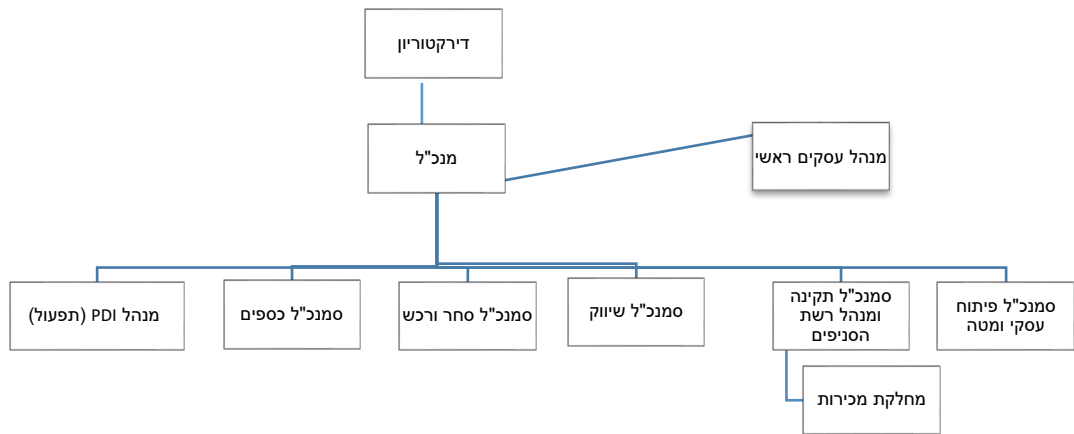 דירקטוריון
מנכ"ל
מנהל עסקים ראשי
סמנכ"ל פיתוח
עסקי ומטה
סמנכ"ל תקינה
ומנהל רשת
הסניפים
סמנכ"ל שיווק
סמנכ"ל סחר ורכש
סמנכ"ל כספים
מנהל PDI (תפעול)
מחלקת מכירות